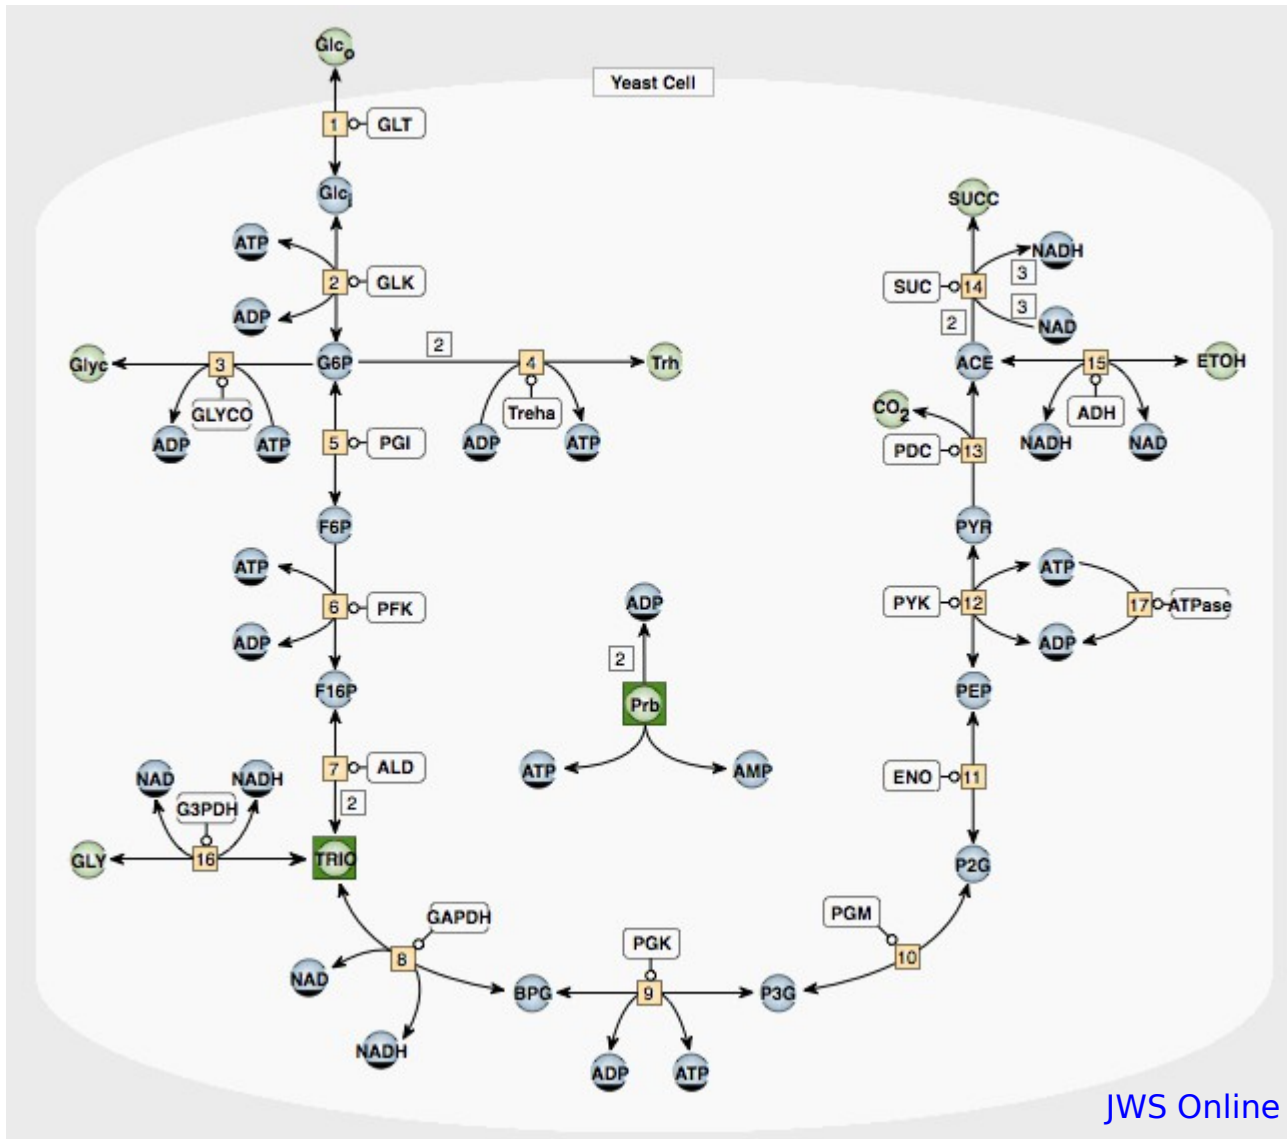 Glco
Yeast Cell
1
GLT
Glci
SUCC
ATP
NADH
3
2
GLK
SUC
14
3
ADP
2
NAD
2
Glyc
3
G6P
4
Trh
ACE
15
ETOH
GLYCO
Treha
CO2
ADH
ADP
ATP
5
PGI
ADP
ATP
PDC
13
NADH
NAD
F6P
PYR
ATP
ATP
6
PFK
ADP
PYK
12
17
ATPase
ADP
2
ADP
F16P
Prb
PEP
7
ALD
ATP
AMP
NAD
NADH
ENO
11
G3PDH
2
GLY
16
TRIO
P2G
GAPDH
PGM
8
PGK
10
NAD
BPG
9
P3G
NADH
ADP
ATP
JWS Online